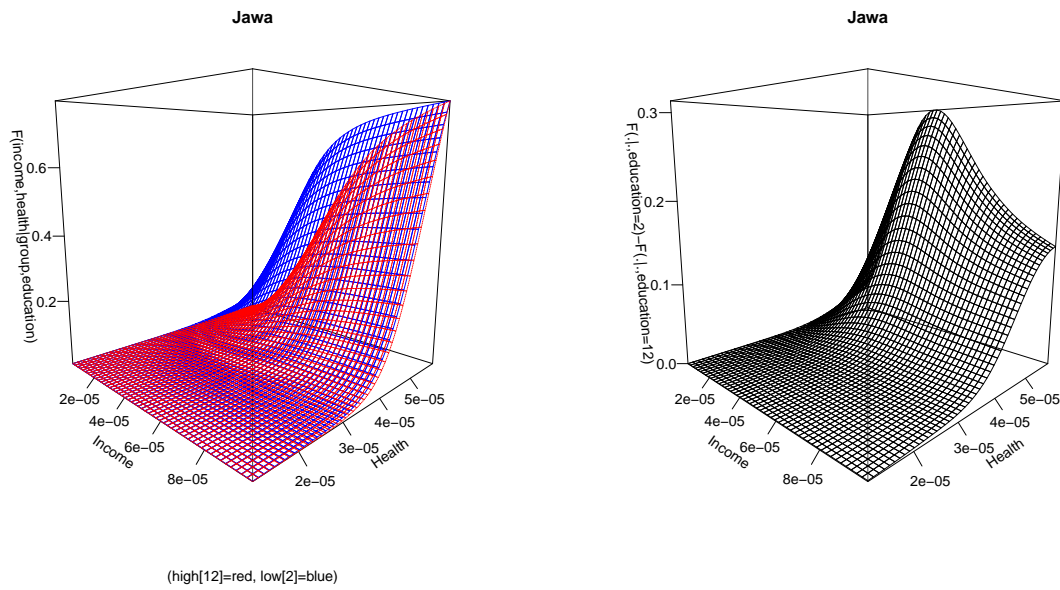 Jawa
F(income,health|group,education)
0.2
0.4
0.6
2e−05
4e−05
6e−05
8e−05
Income
2e−05
3e−05
4e−05
5e−05
Health
(high[12]=red, low[2]=blue)
Jawa
F(.|.,education=2)−F(.|.,education=12)
0.0
0.1
0.2
0.3
2e−05
4e−05
6e−05
8e−05
Income
2e−05
3e−05
4e−05
5e−05
Health